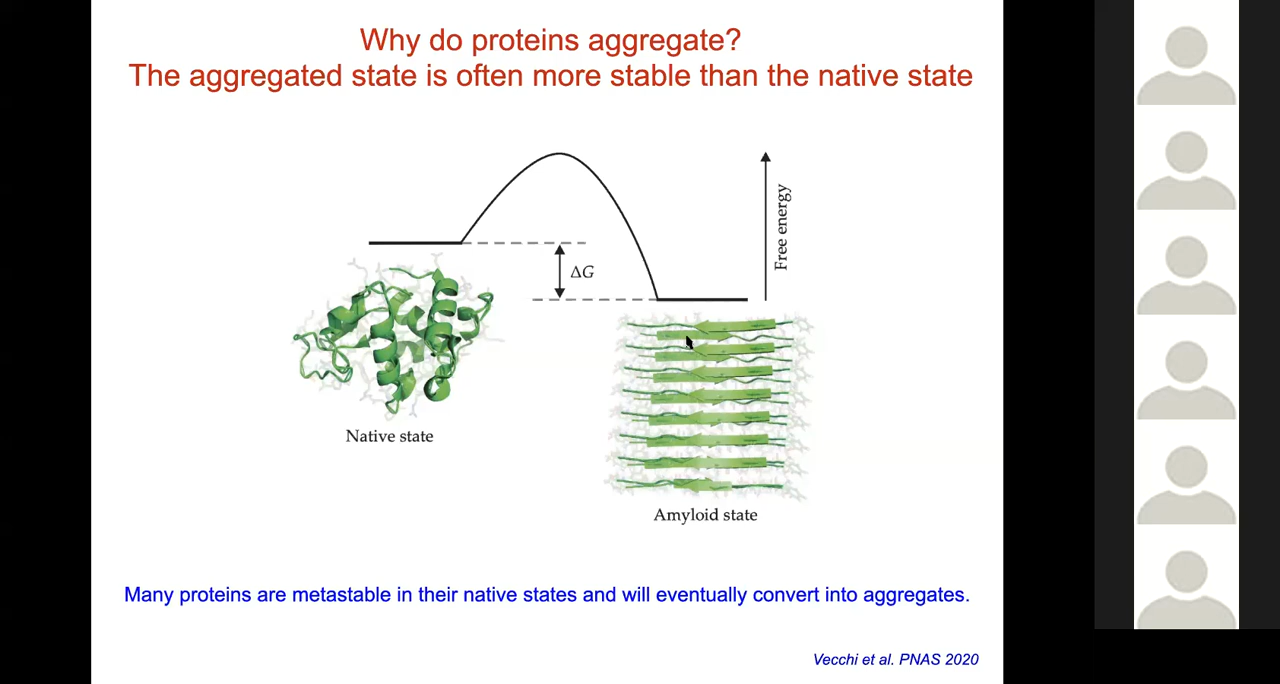 Why do proteins aggregate?
The aggregated state is often more stable than the native state
Free energy
ΔG
Native state
Amyloid state
Many proteins are metastable in their native states and will eventually convert into aggregates.
Vecchi et al. PNAS 2020